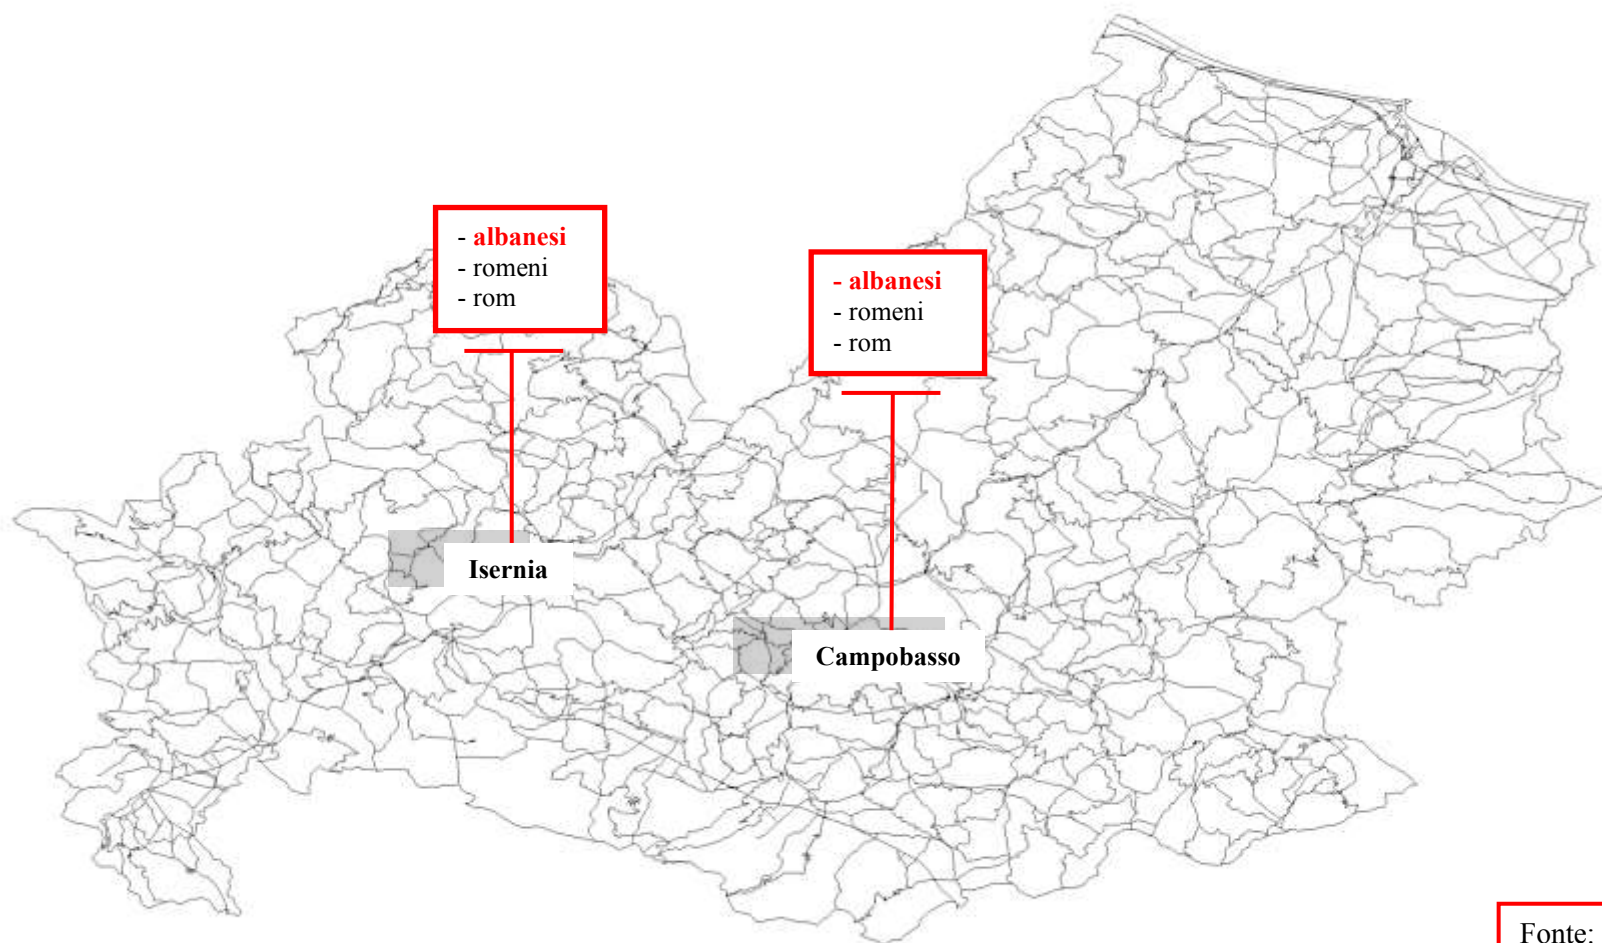 - albanesi
- romeni
- rom
- albanesi
- romeni
- rom
Isernia
Campobasso
Fonte: